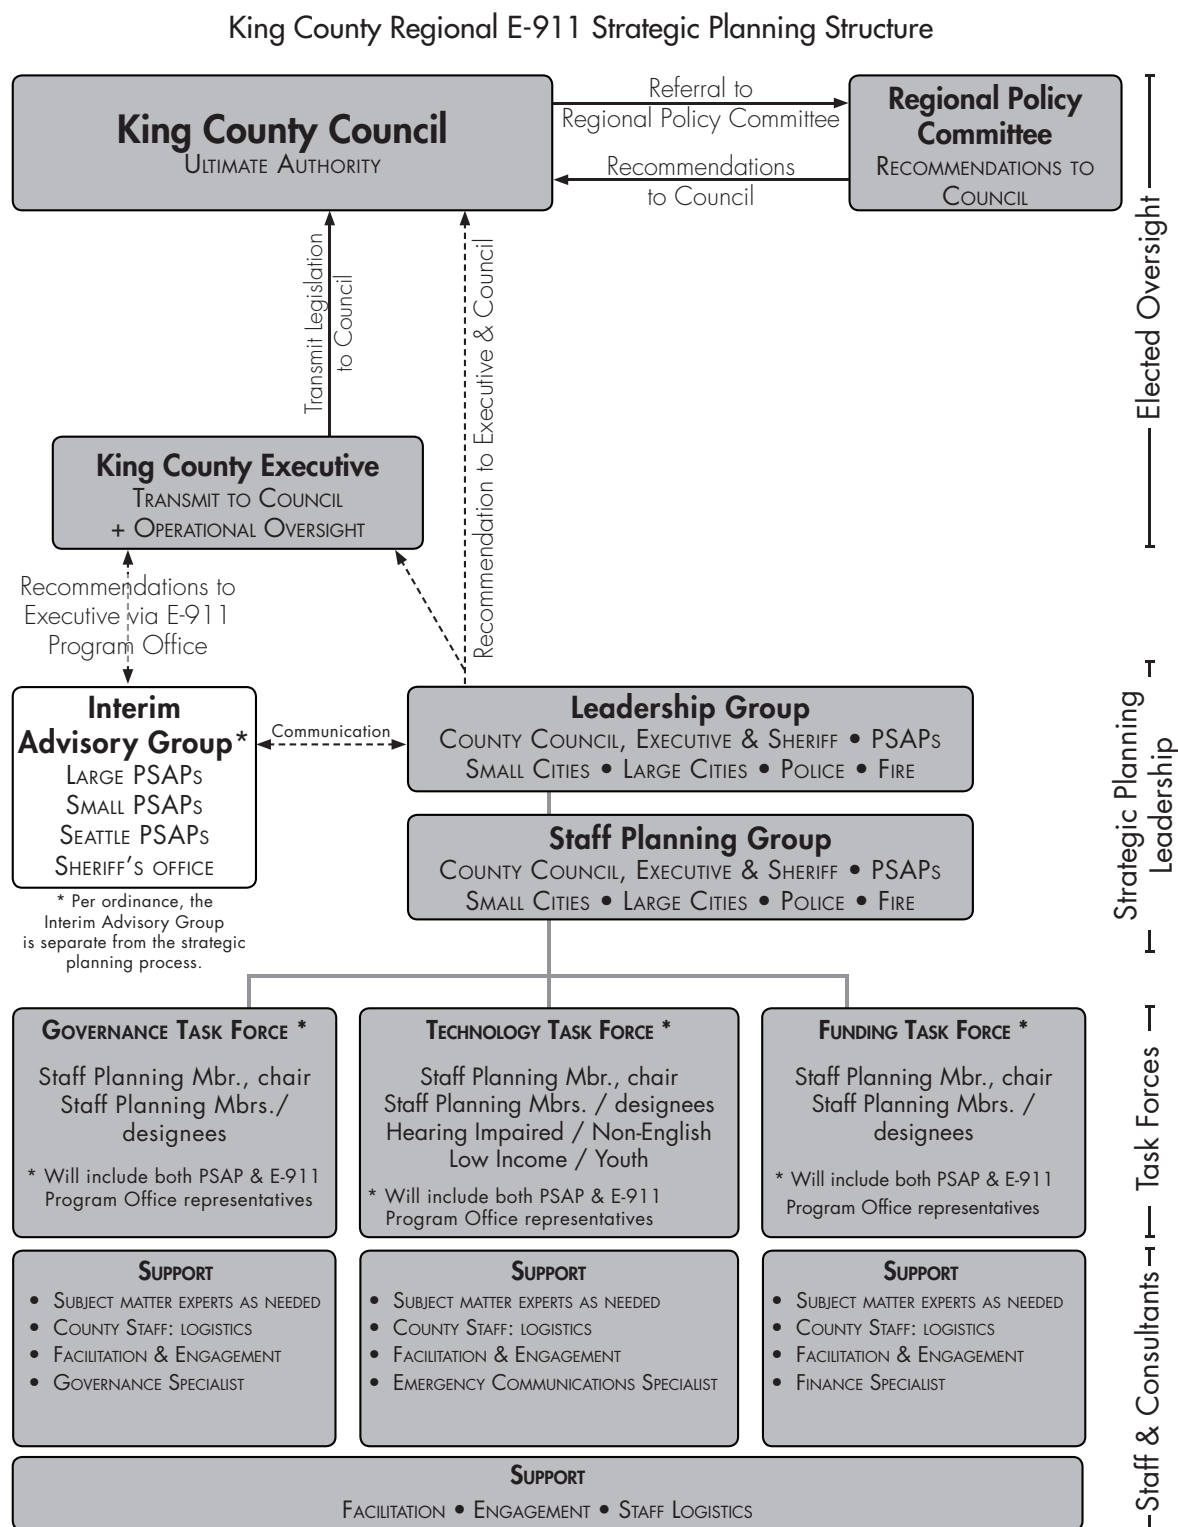 King County Regional E-911 Strategic Planning Structure
King County Council
Ultimate Authority
Referral to
Regional Policy Committee
Recommendations
to Council
Regional Policy
Committee
Recommendations to
Council
Elected Oversight
Transmit Legislation
to Council
Recommendation to Executive & Council
King County Executive
Transmit to Council
+ Operational Oversight
Recommendations to
Executive via E-911
Program Office
Interim
Advisory Group*
Large PSAPs
Small PSAPs
Seattle PSAPs
Sheriff's office
* Per ordinance, the
Interim Advisory Group
is separate from the strategic
planning process.
Communication
Leadership Group
County Council, Executive & Sheriff • PSAPs
Small Cities • Large Cities • Police • Fire
Staff Planning Group
County Council, Executive & Sheriff • PSAPs
Small Cities • Large Cities • Police • Fire
Strategic Planning
Leadership
Governance Task Force *
Staff Planning Mbr., chair
Staff Planning Mbrs./
designees
* Will include both PSAP & E-911
Program Office representatives
Technology Task Force *
Staff Planning Mbr., chair
Staff Planning Mbrs. / designees
Hearing Impaired / Non-English
Low Income / Youth
* Will include both PSAP & E-911
Program Office representatives
Funding Task Force *
Staff Planning Mbr., chair
Staff Planning Mbrs. /
designees
* Will include both PSAP & E-911
Program Office representatives
Task Forces
Support
• Subject matter experts as needed
• County Staff: logistics
• Facilitation & Engagement
• Governance Specialist
Support
• Subject matter experts as needed
• County Staff: logistics
• Facilitation & Engagement
• Emergency Communications Specialist
Support
• Subject matter experts as needed
• County Staff: logistics
• Facilitation & Engagement
• Finance Specialist
Support
Facilitation • Engagement • Staff Logistics
Staff & Consultants